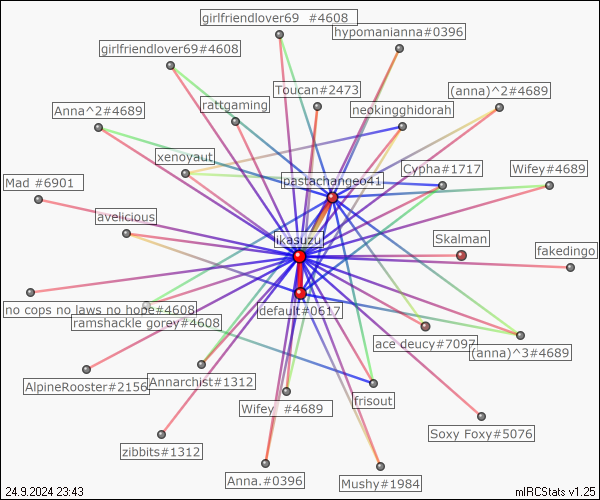 girlfriendlover69 #4608
hypomanianna#0396
girlfriendlover69#4608
Toucan#2473
(anna)^2#4689
Anna^2#4689
rattgaming
neokingghidorah
xenoyaut
Cypha#1717
Wifey#4689
pastachangeo41
Mad #6901
avelicious
likasuzu
Skalman
fakedingo
no cops no laws no hope#4608
default#0617
ramshackle gorey#4608
ace deucy#7097
(anna)^3#4689
AlpineRooster#2156
Annarchist#1312
Wifey #4689
frisout
Soxy Foxy#5076
zibbits#1312
Anna.#0396
Mushy#1984
24.9.2024 23:43
mIRCStats v1.25